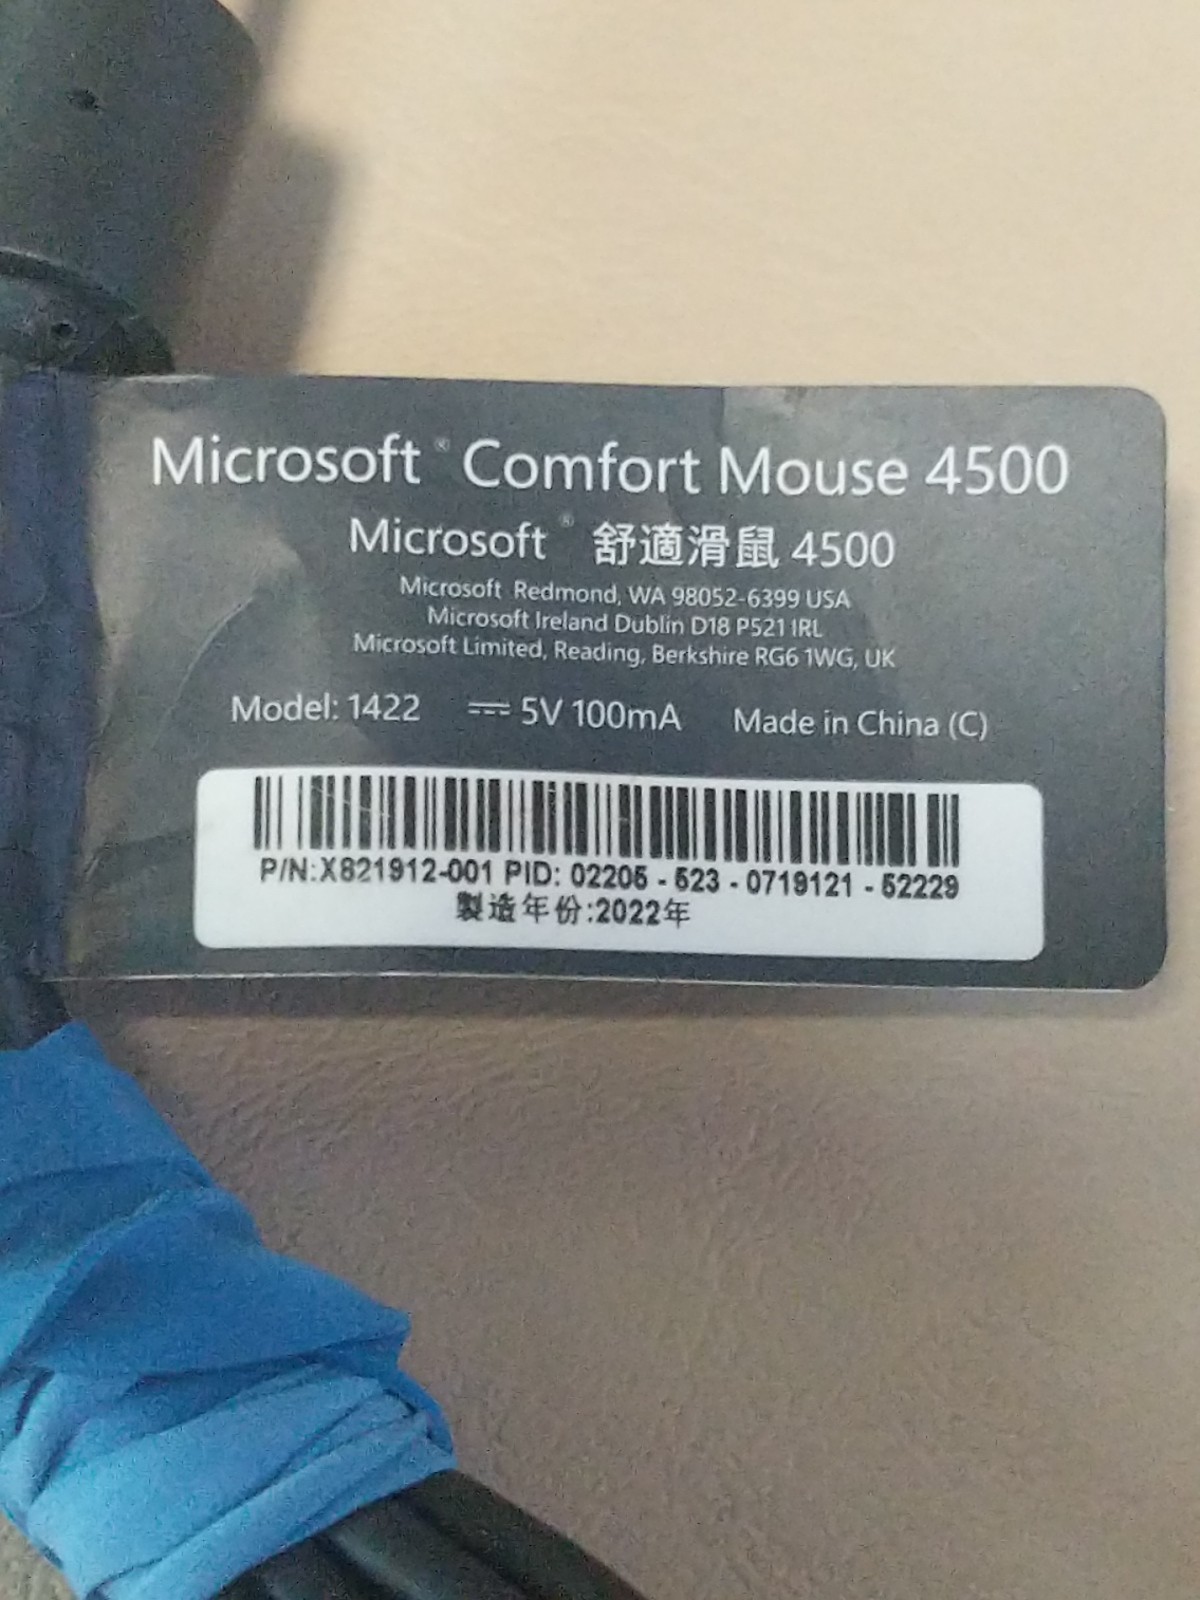 Microsoft® Comfort Mouse 4500
Microsoft® 舒適滑鼠 4500
Microsoft Redmond, WA 98052-6399 USA
Microsoft Ireland Dublin D18 P521 IRL
Microsoft Limited, Reading, Berkshire RG6 1WG, UK
Model: 1422 ⎓ 5V 100mA Made in China (C)
P/N:X821912-001 PID: 02205 - 523 - 0719121 - 52229
製造年份:2022年